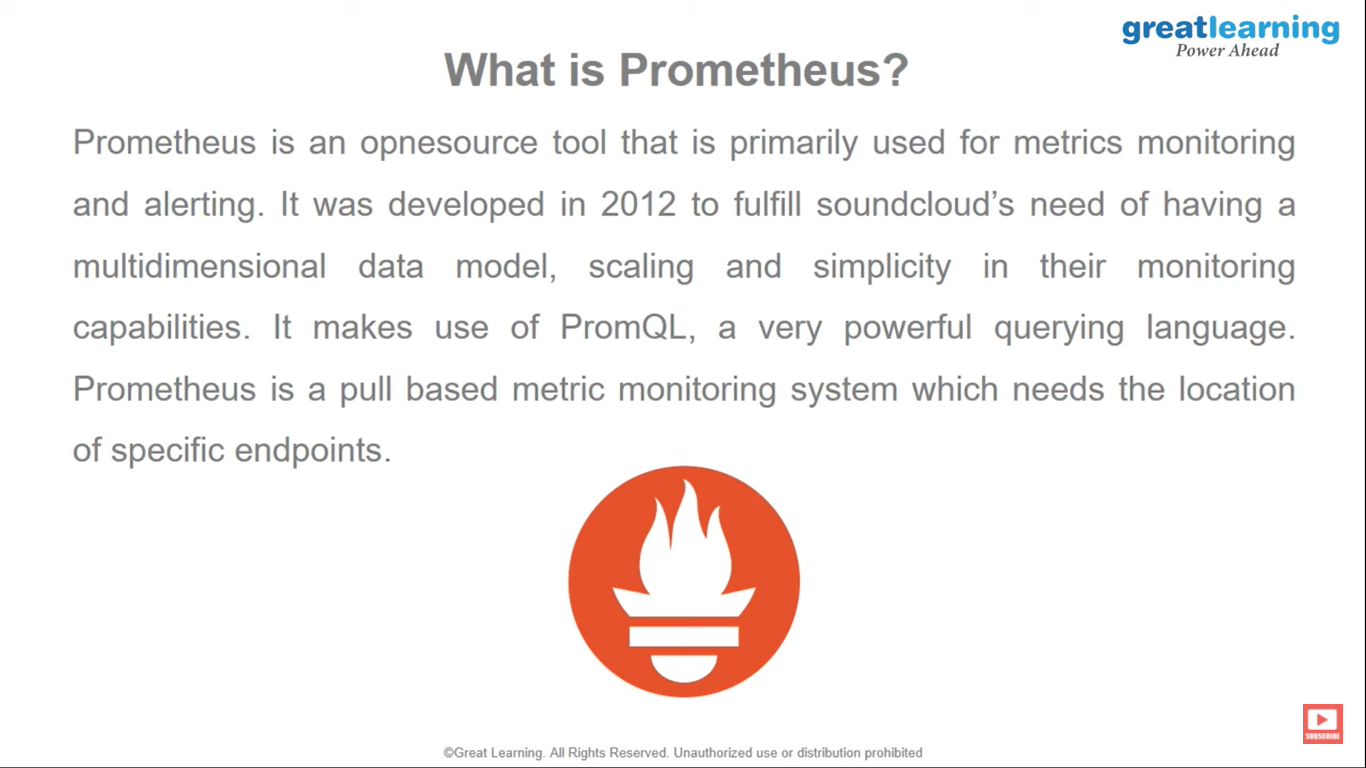 greatlearning
Power Ahead
What is Prometheus?
Prometheus is an opnesource tool that is primarily used for metrics monitoring
and alerting. It was developed in 2012 to fulfill soundcloud’s need of having a
multidimensional data model, scaling and simplicity in their monitoring
capabilities. It makes use of PromQL, a very powerful querying language.
Prometheus is a pull based metric monitoring system which needs the location
of specific endpoints.
SUBSCRIBE
©Great Learning. All Rights Reserved. Unauthorized use or distribution prohibited